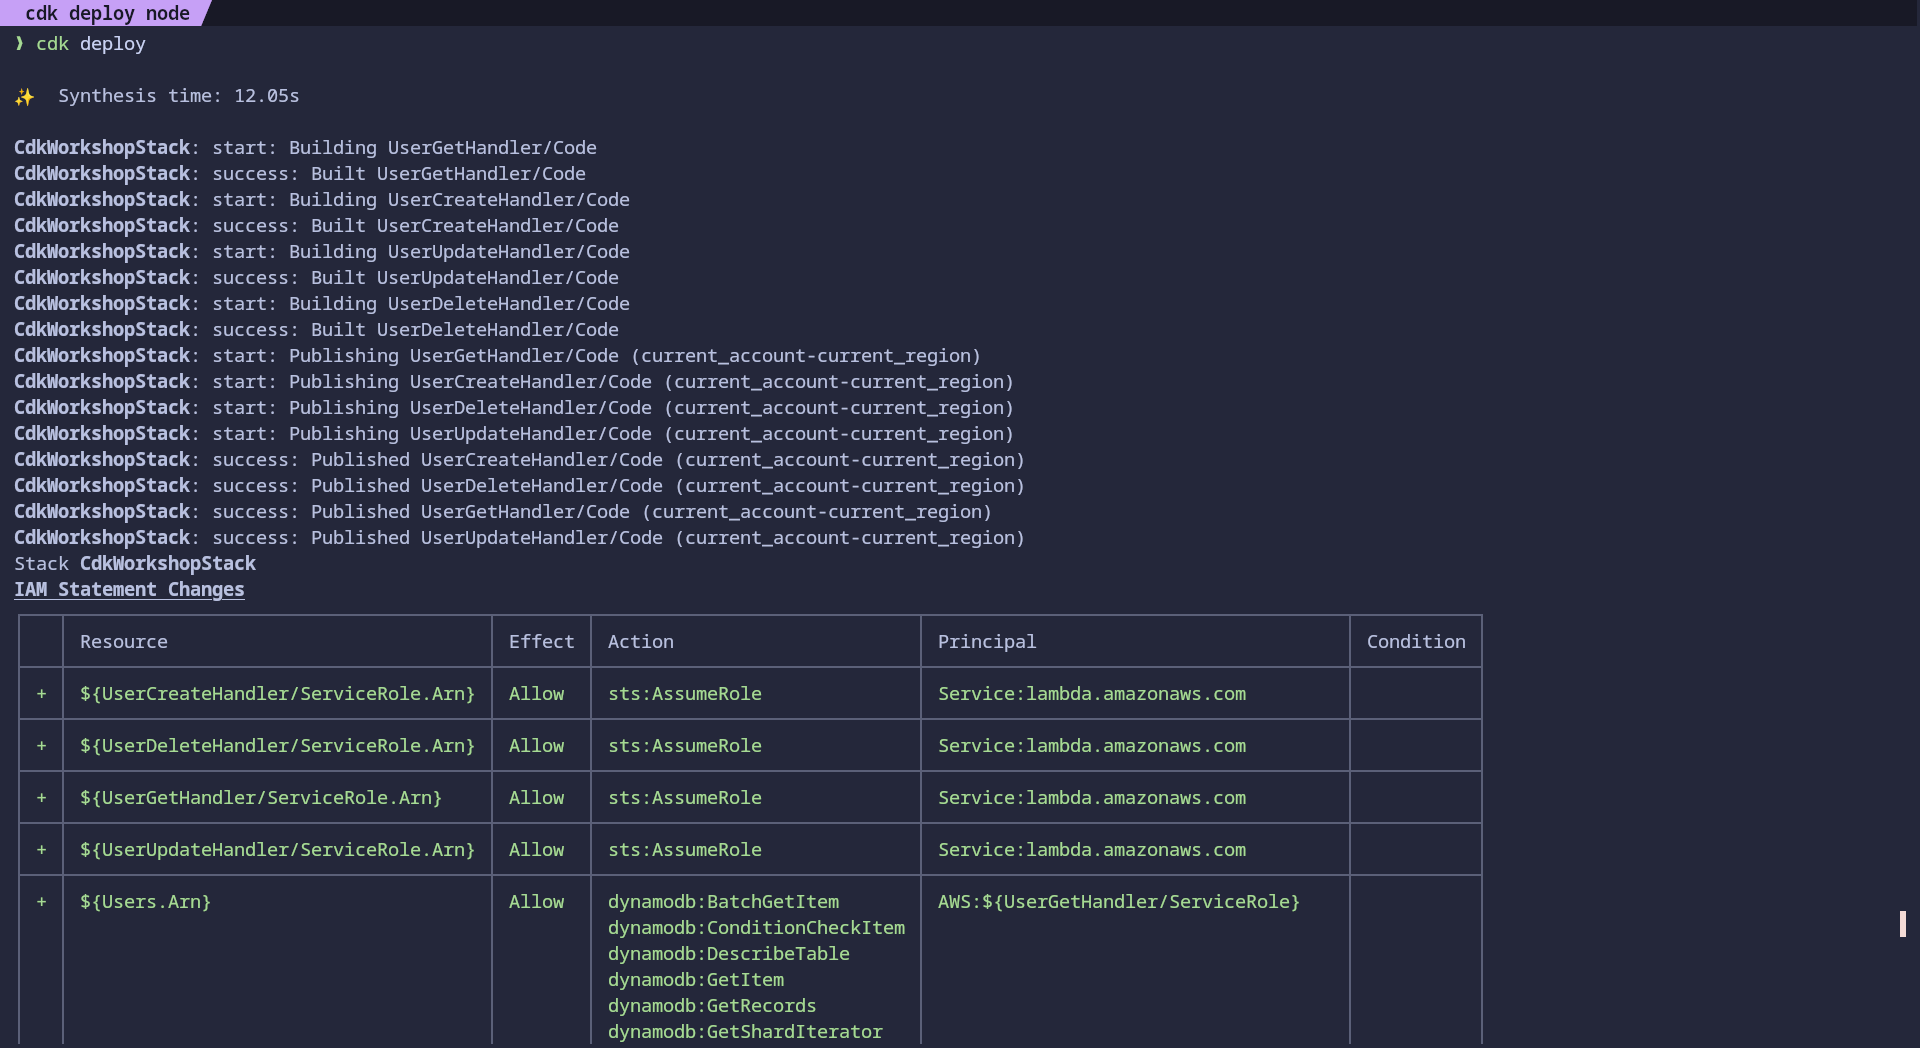 cdk deploy node
❱ cdk deploy
✨  Synthesis time: 12.05s
CdkWorkshopStack: start: Building UserGetHandler/Code
CdkWorkshopStack: success: Built UserGetHandler/Code
CdkWorkshopStack: start: Building UserCreateHandler/Code
CdkWorkshopStack: success: Built UserCreateHandler/Code
CdkWorkshopStack: start: Building UserUpdateHandler/Code
CdkWorkshopStack: success: Built UserUpdateHandler/Code
CdkWorkshopStack: start: Building UserDeleteHandler/Code
CdkWorkshopStack: success: Built UserDeleteHandler/Code
CdkWorkshopStack: start: Publishing UserGetHandler/Code (current_account-current_region)
CdkWorkshopStack: start: Publishing UserCreateHandler/Code (current_account-current_region)
CdkWorkshopStack: start: Publishing UserDeleteHandler/Code (current_account-current_region)
CdkWorkshopStack: start: Publishing UserUpdateHandler/Code (current_account-current_region)
CdkWorkshopStack: success: Published UserCreateHandler/Code (current_account-current_region)
CdkWorkshopStack: success: Published UserDeleteHandler/Code (current_account-current_region)
CdkWorkshopStack: success: Published UserGetHandler/Code (current_account-current_region)
CdkWorkshopStack: success: Published UserUpdateHandler/Code (current_account-current_region)
Stack CdkWorkshopStack
IAM Statement Changes
Resource Effect Action Principal Condition
+ ${UserCreateHandler/ServiceRole.Arn} Allow sts:AssumeRole Service:lambda.amazonaws.com
+ ${UserDeleteHandler/ServiceRole.Arn} Allow sts:AssumeRole Service:lambda.amazonaws.com
+ ${UserGetHandler/ServiceRole.Arn} Allow sts:AssumeRole Service:lambda.amazonaws.com
+ ${UserUpdateHandler/ServiceRole.Arn} Allow sts:AssumeRole Service:lambda.amazonaws.com
+ ${Users.Arn} Allow dynamodb:BatchGetItem AWS:${UserGetHandler/ServiceRole}
dynamodb:ConditionCheckItem
dynamodb:DescribeTable
dynamodb:GetItem
dynamodb:GetRecords
dynamodb:GetShardIterator